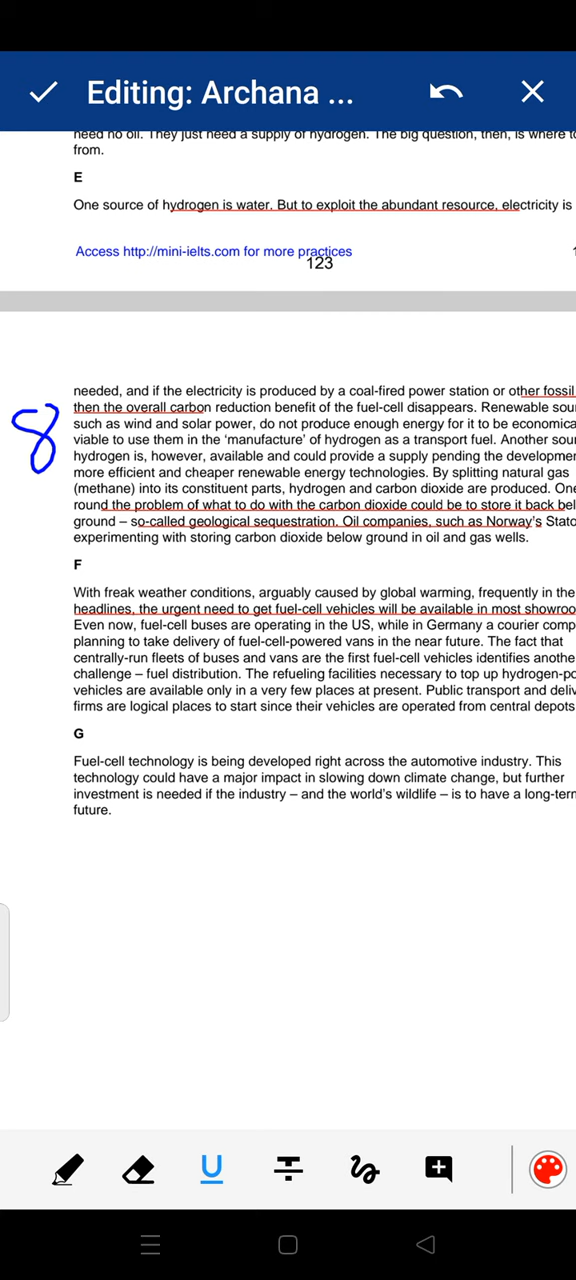 Editing: Archana ...
need no oil. They just need a supply of hydrogen. The big question, then, is where to
from.
E
One source of hydrogen is water. But to exploit the abundant resource, electricity is
Access http://mini-ielts.com for more practices
123
needed, and if the electricity is produced by a coal-fired power station or other fossil
8
then the overall carbon reduction benefit of the fuel-cell disappears. Renewable sou
such as wind and solar power, do not produce enough energy for it to be economica
viable to use them in the ‘manufacture’ of hydrogen as a transport fuel. Another sou
hydrogen is, however, available and could provide a supply pending the developme
more efficient and cheaper renewable energy technologies. By splitting natural gas
(methane) into its constituent parts, hydrogen and carbon dioxide are produced. One
round the problem of what to do with the carbon dioxide could be to store it back bel
ground – so-called geological sequestration. Oil companies, such as Norway’s Stato
experimenting with storing carbon dioxide below ground in oil and gas wells.
F
With freak weather conditions, arguably caused by global warming, frequently in the
headlines, the urgent need to get fuel-cell vehicles will be available in most showroo
Even now, fuel-cell buses are operating in the US, while in Germany a courier comp
planning to take delivery of fuel-cell-powered vans in the near future. The fact that
centrally-run fleets of buses and vans are the first fuel-cell vehicles identifies anothe
challenge – fuel distribution. The refueling facilities necessary to top up hydrogen-po
vehicles are available only in a very few places at present. Public transport and deliv
firms are logical places to start since their vehicles are operated from central depots
G
Fuel-cell technology is being developed right across the automotive industry. This
technology could have a major impact in slowing down climate change, but further
investment is needed if the industry – and the world’s wildlife – is to have a long-term
future.
U